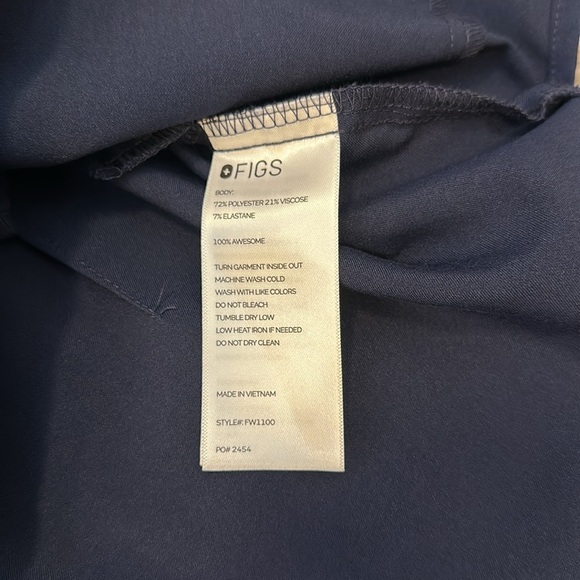 FIGS
BODY:
72% POLYESTER 21% VISCOSE
7% ELASTANE
100% AWESOME
TURN GARMENT INSIDE OUT
MACHINE WASH COLD
WASH WITH LIKE COLORS
DO NOT BLEACH
TUMBLE DRY LOW
LOW HEAT IRON IF NEEDED
DO NOT DRY CLEAN
MADE IN VIETNAM
STYLE#: FW1100
PO# 2454